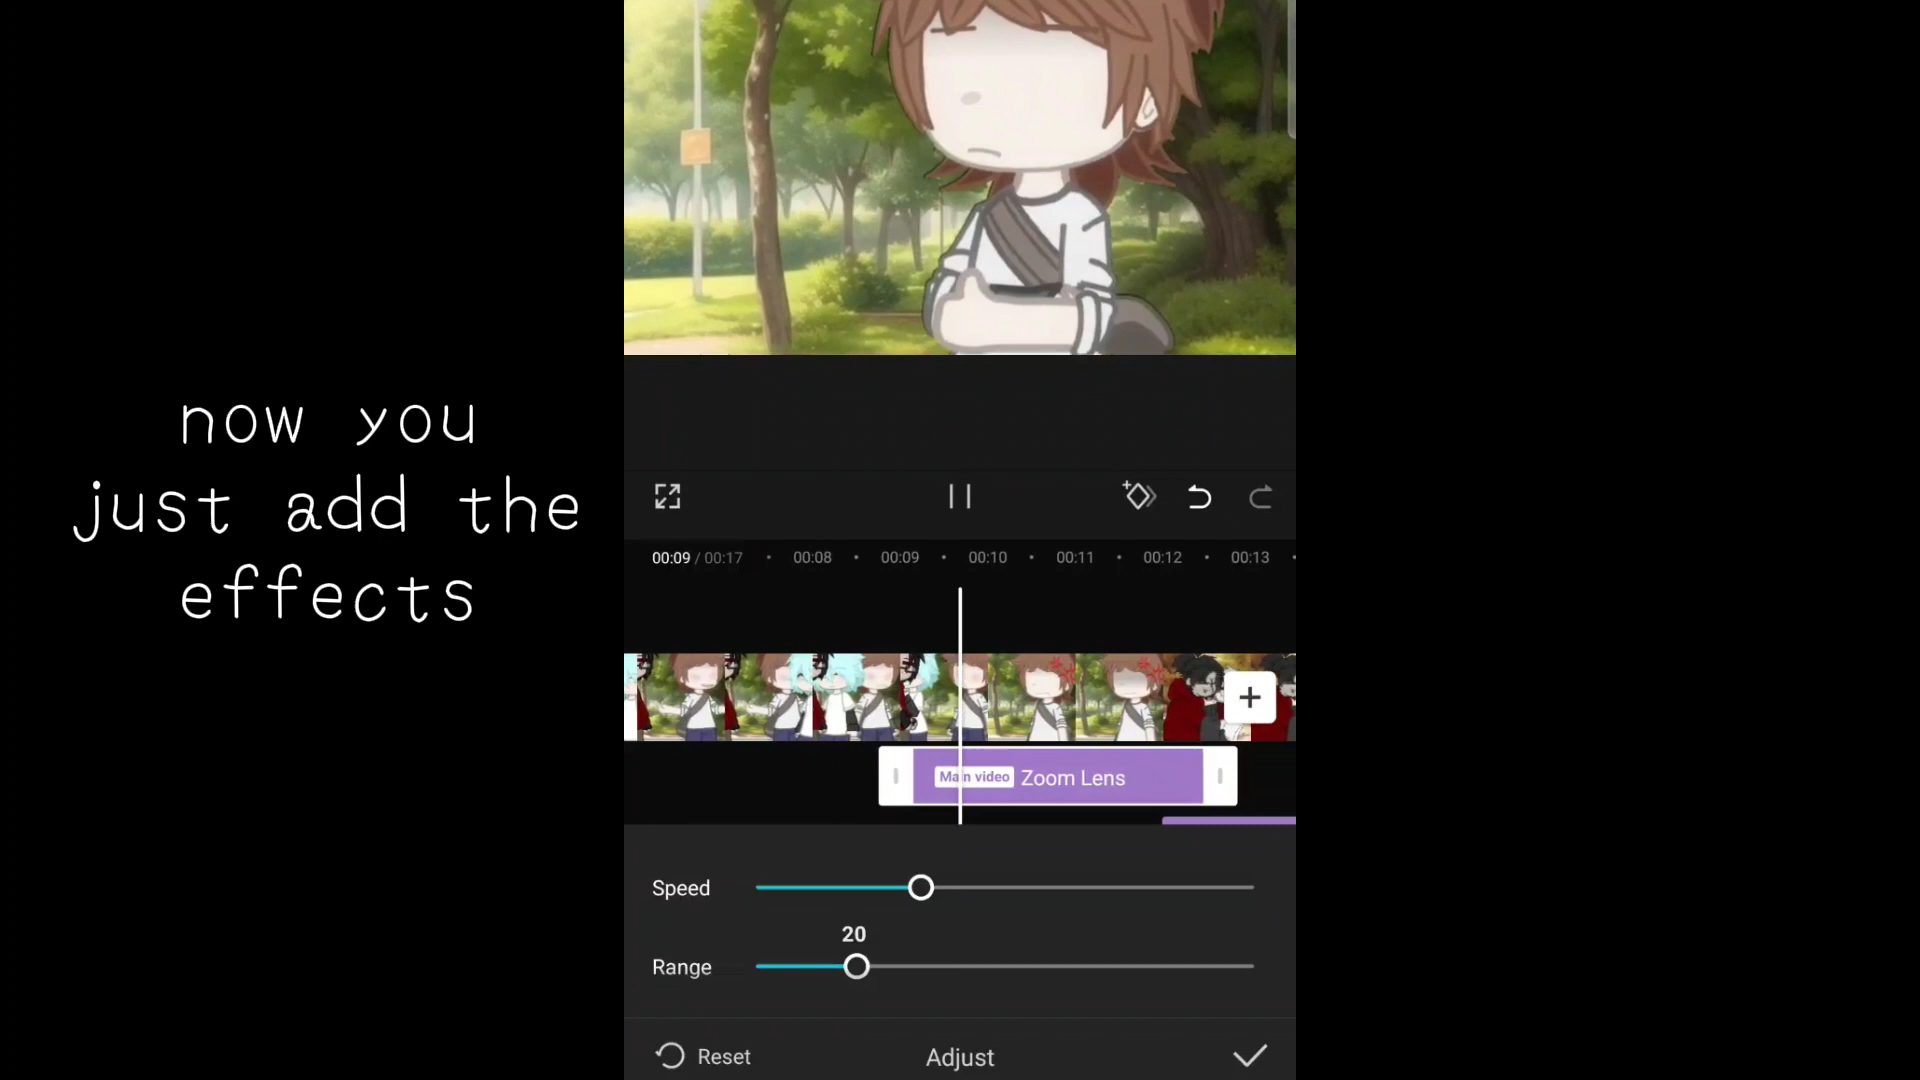 now you
just add the
effects
00:09 / 00:17 00:08 00:09 00:10 00:11 00:12 00:13
Main video Zoom Lens
Speed
20
Range
Reset Adjust